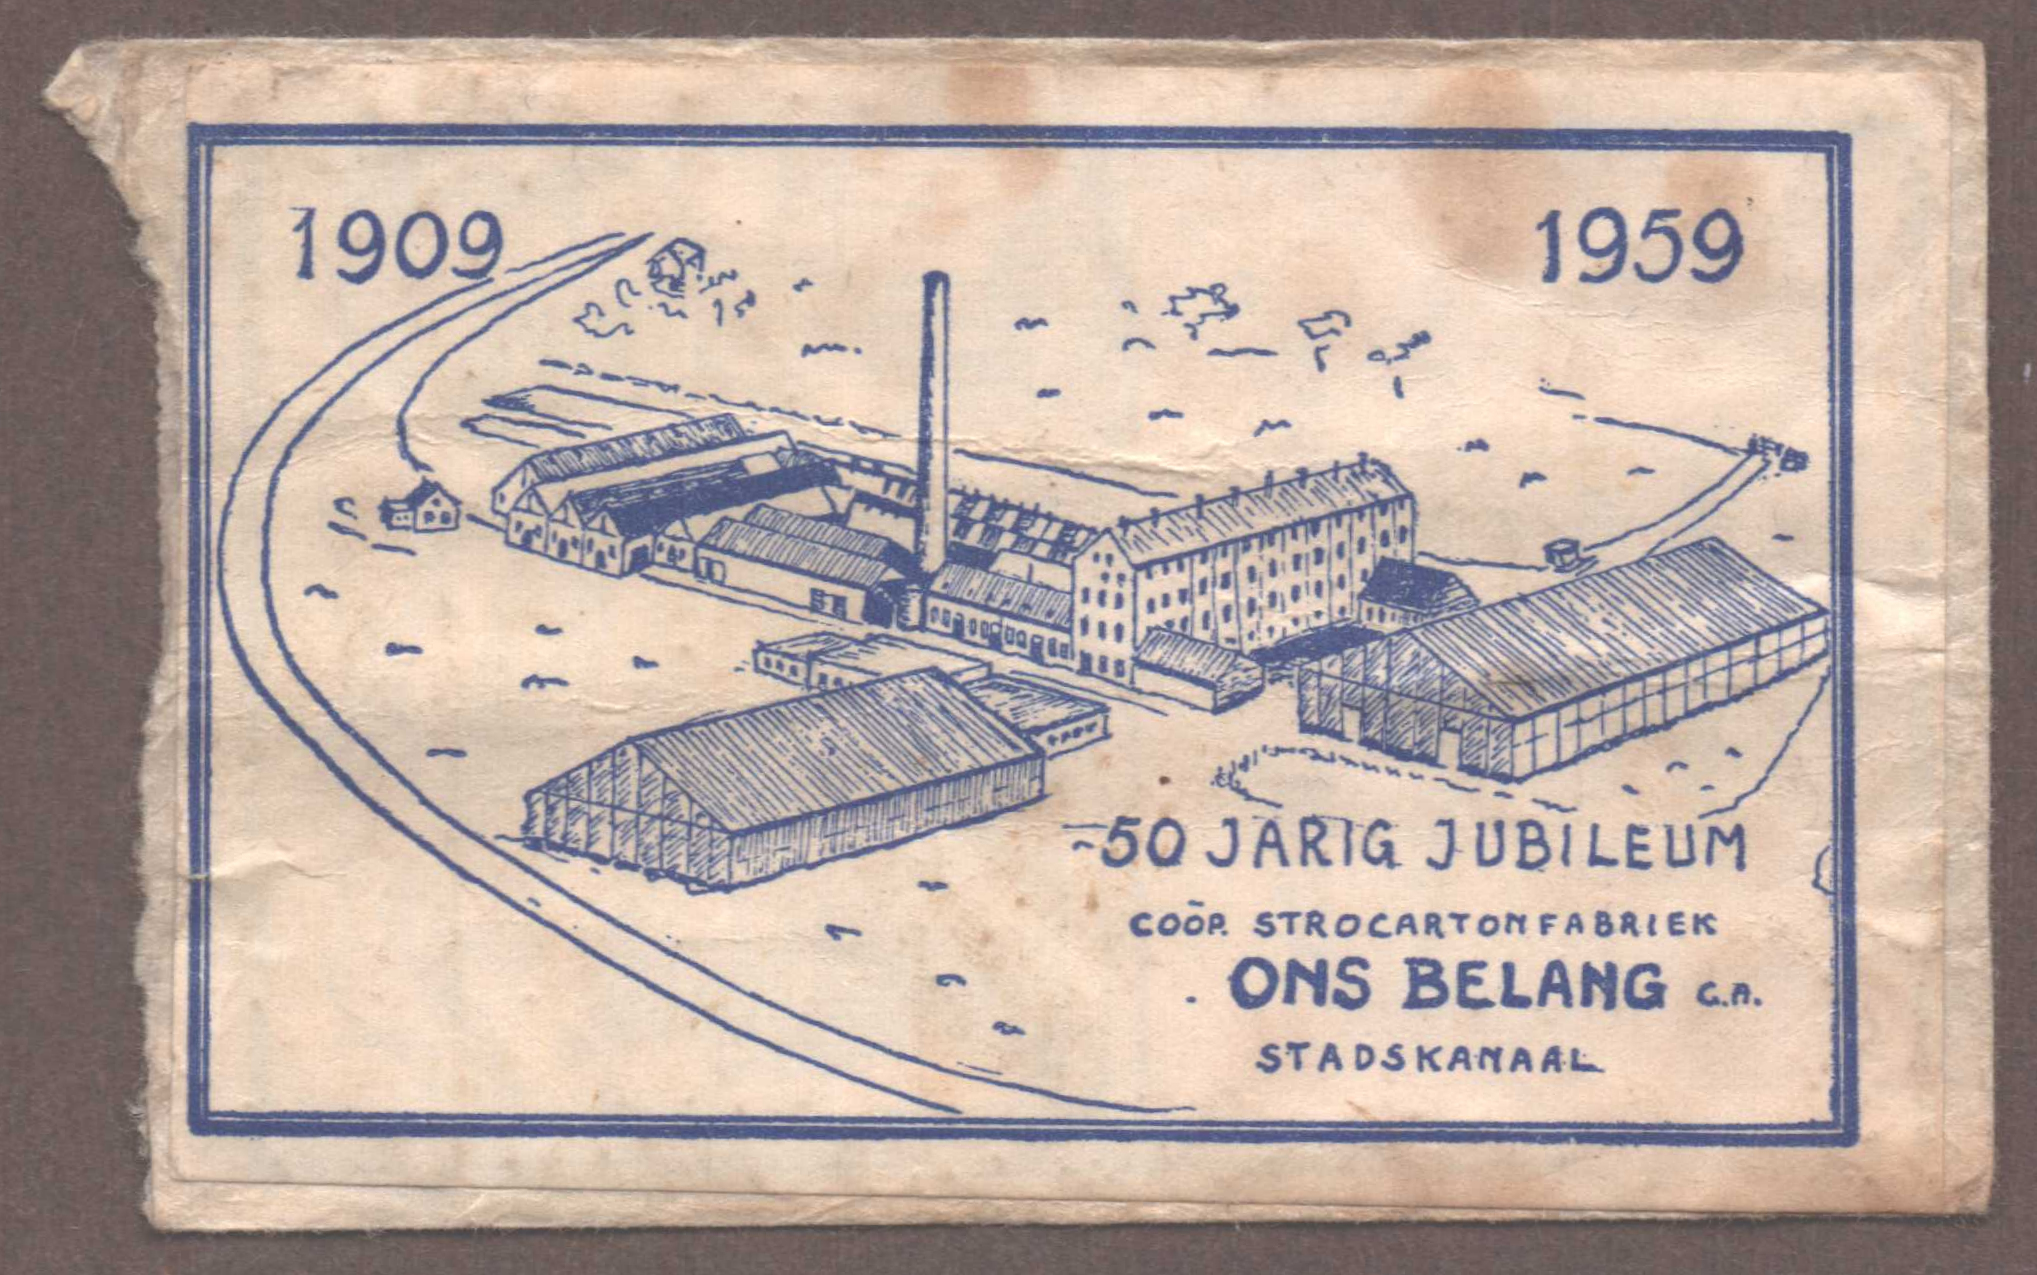 1909 1959
50 JARIG JUBILEUM
COÖP. STROCARTONFABRIEK
ONS BELANG G.A.
STADSKANAAL